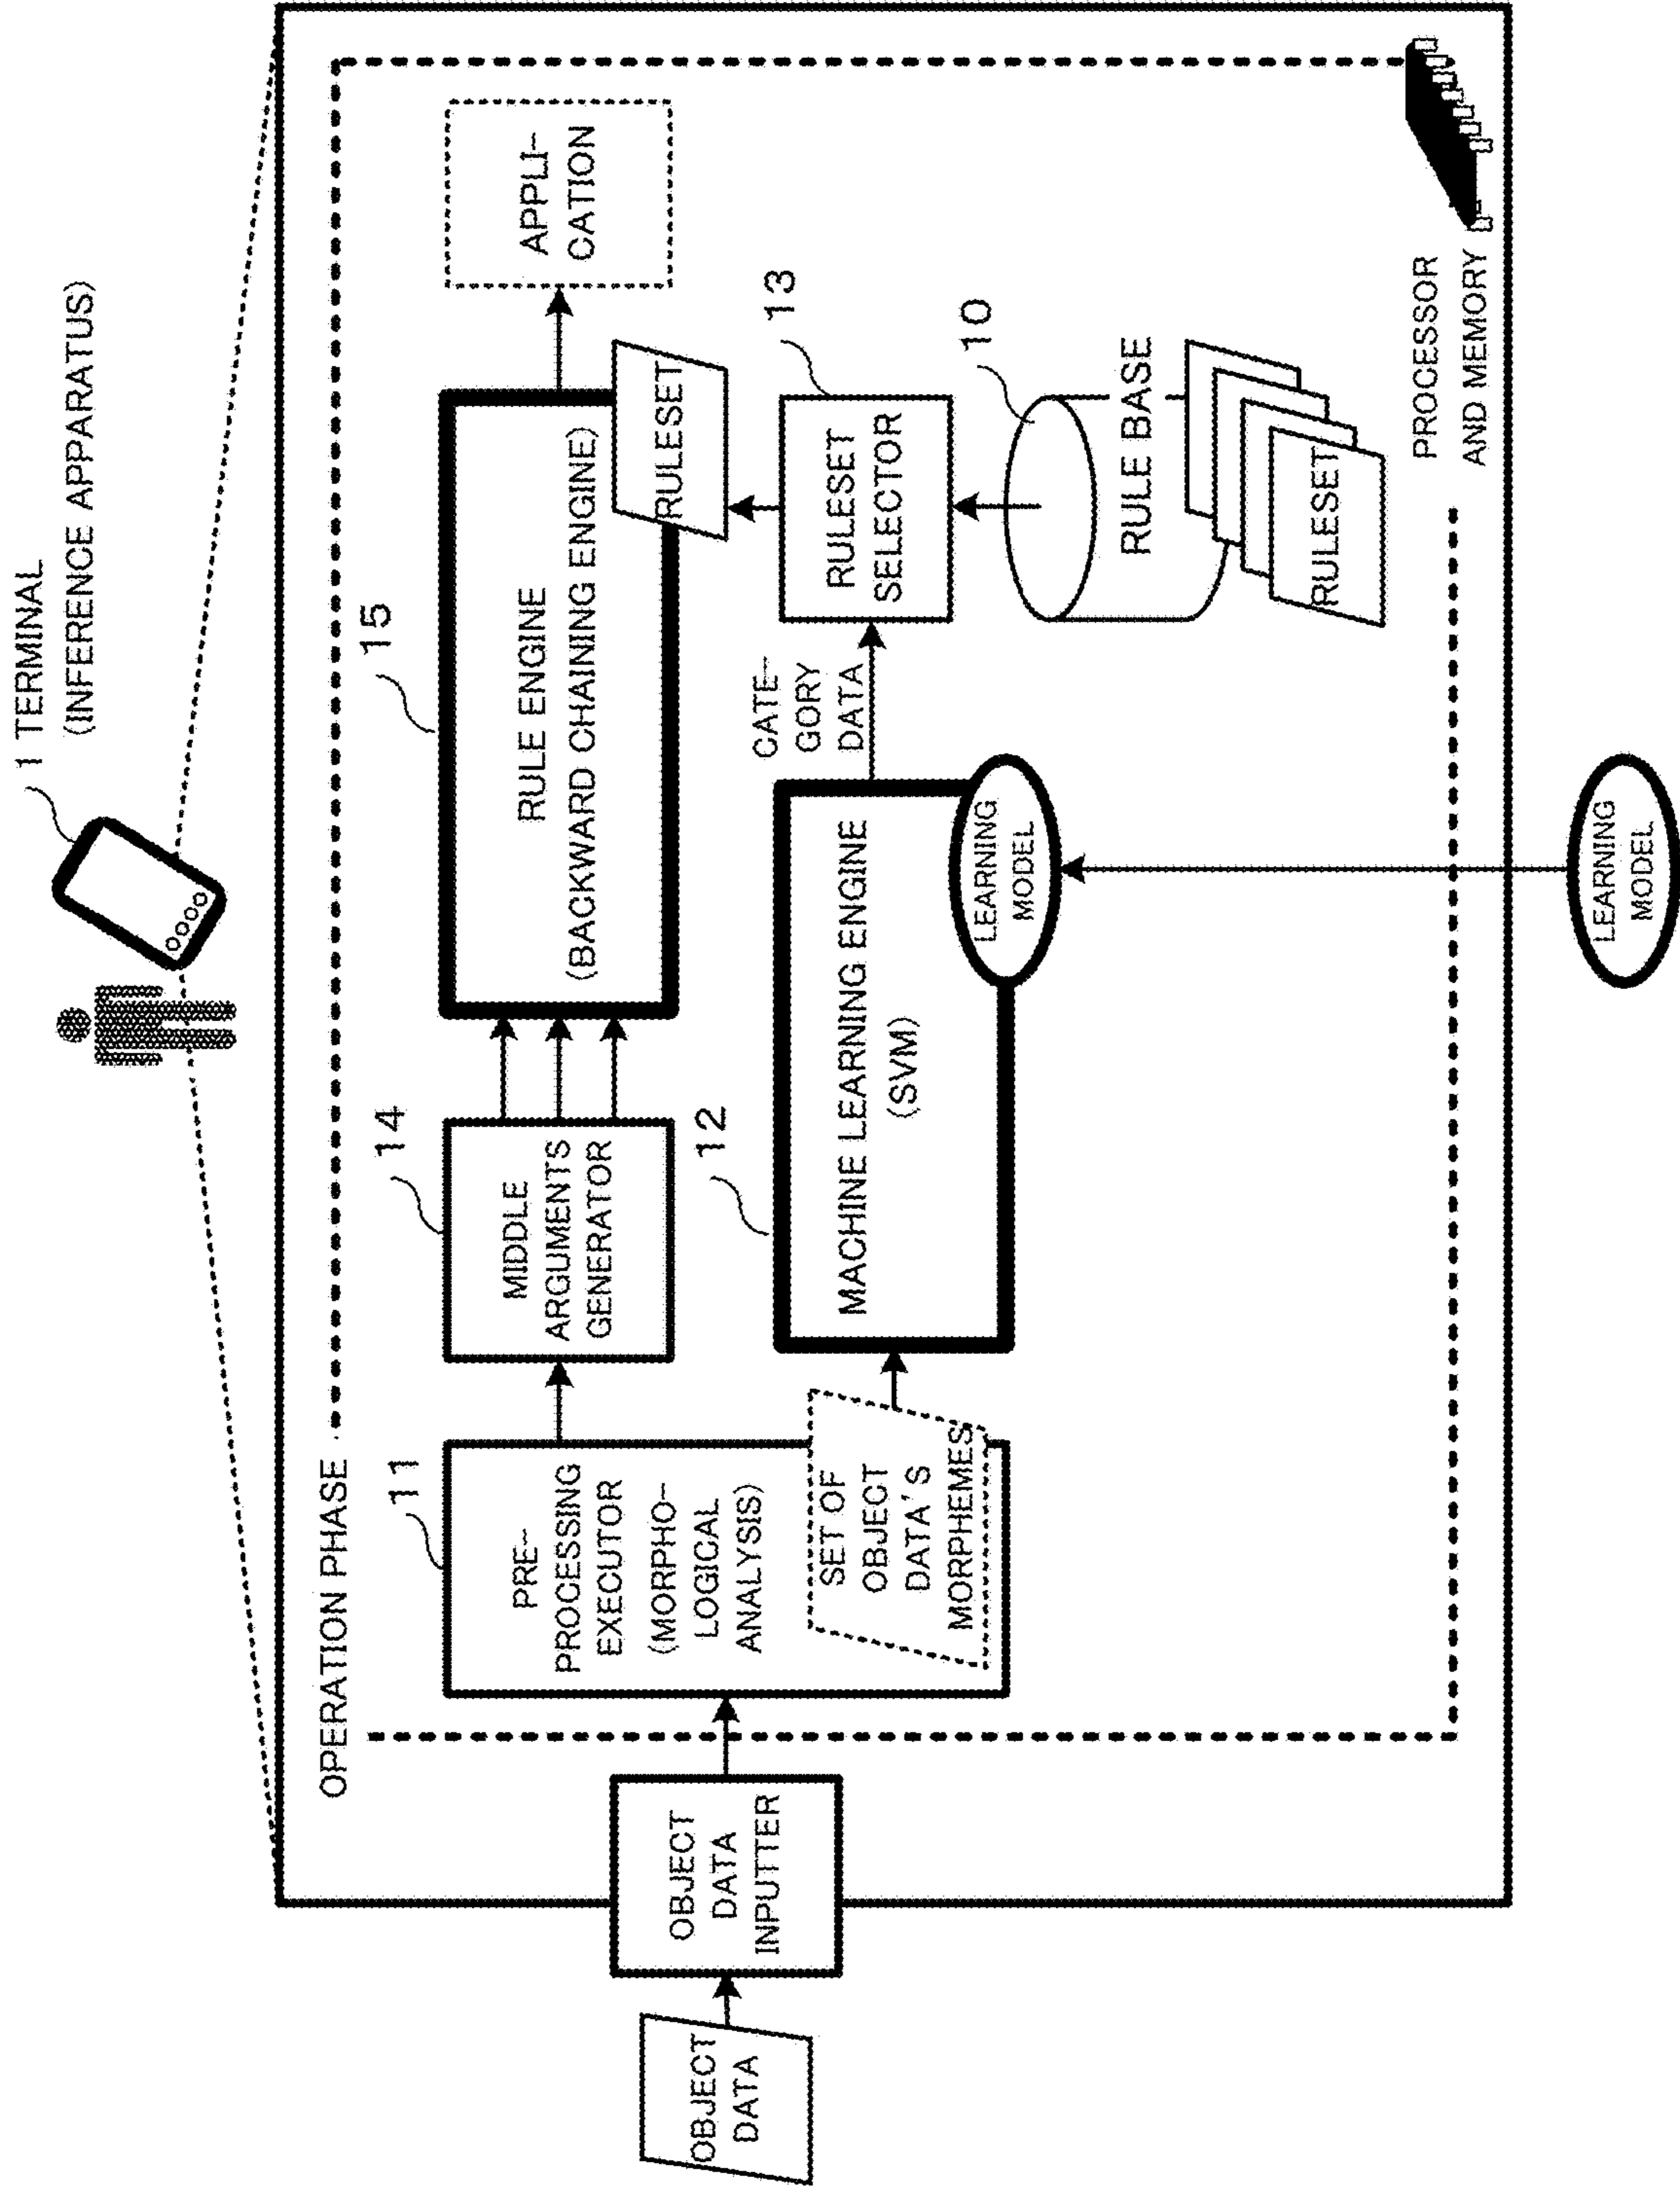 1 TERMINAL
(INFERENCE APPARATUS)
OPERATION PHASE
OBJECT
DATA
OBJECT
DATA
INPUTTER
11
PRE-
PROCESSING
EXECUTOR
(MORPHO-
LOGICAL
ANALYSIS)
SET OF
OBJECT
DATA'S
MORPHEMES
14
MIDDLE
ARGUMENTS
GENERATOR
15
RULE ENGINE
(BACKWARD CHAINING ENGINE)
RULESET
APPLI-
CATION
12
MACHINE LEARNING ENGINE
(SVM)
LEARNING
MODEL
CATE-
GORY
DATA
13
RULESET
SELECTOR
10
RULE BASE
RULESET
PROCESSOR
AND MEMORY
LEARNING
MODEL